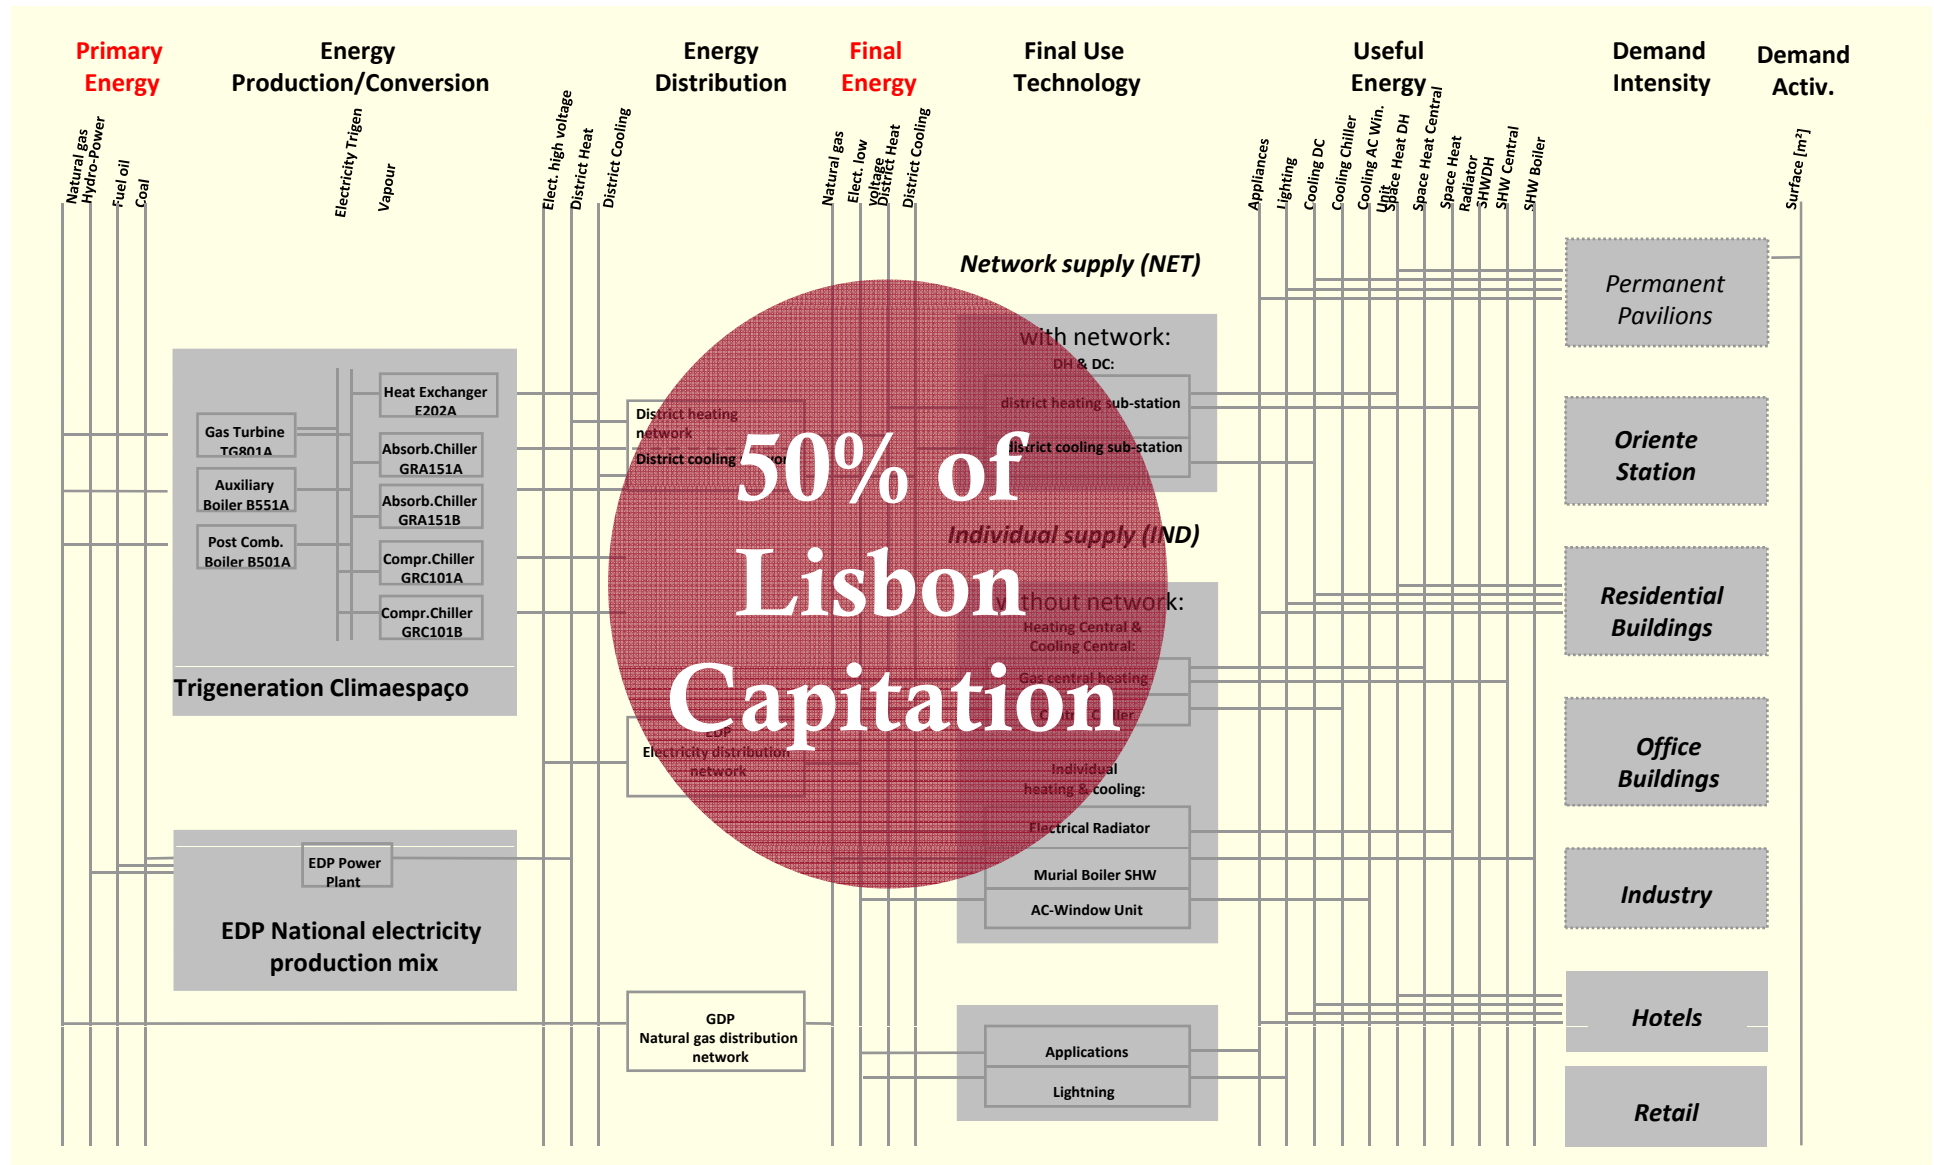 Primary
Energy
Energy
Production/Conversion
Energy
Distribution
Final
Energy
Final Use
Technology
Useful
Energy
Demand
Intensity
Demand
Activ.
Natural gas
Hydro-Power
Fuel oil
Coal
Electricity Trigen
Vapour
Elect. high voltage
District Heat
District Cooling
Natural gas
Elect. low
voltage
District Heat
District Cooling
Appliances
Lighting
Cooling DC
Cooling Chiller
Cooling AC Win.
Unit
Space Heat DH
Space Heat Central
Space Heat
Radiator
SHWDH
SHW Central
SHW Boiler
Surface [m²]
Network supply (NET)
with network:
DH & DC:
district heating sub-station
district cooling sub-station
Individual supply (IND)
without network:
Heating Central &
Cooling Central:
Gas central heating
Central Chiller
Individual
heating & cooling:
Electrical Radiator
Murial Boiler SHW
AC-Window Unit
Applications
Lightning
Heat Exchanger
E202A
Gas Turbine
TG801A
Absorb.Chiller
GRA151A
Auxiliary
Boiler B551A
Absorb.Chiller
GRA151B
Post Comb.
Boiler B501A
Compr.Chiller
GRC101A
Compr.Chiller
GRC101B
Trigeneration Climaespaço
EDP Power
Plant
EDP National electricity
production mix
District heating
network
District cooling network
EDP
Electricity distribution
network
GDP
Natural gas distribution
network
50% of
Lisbon
Capitation
Permanent
Pavilions
Oriente
Station
Residential
Buildings
Office
Buildings
Industry
Hotels
Retail